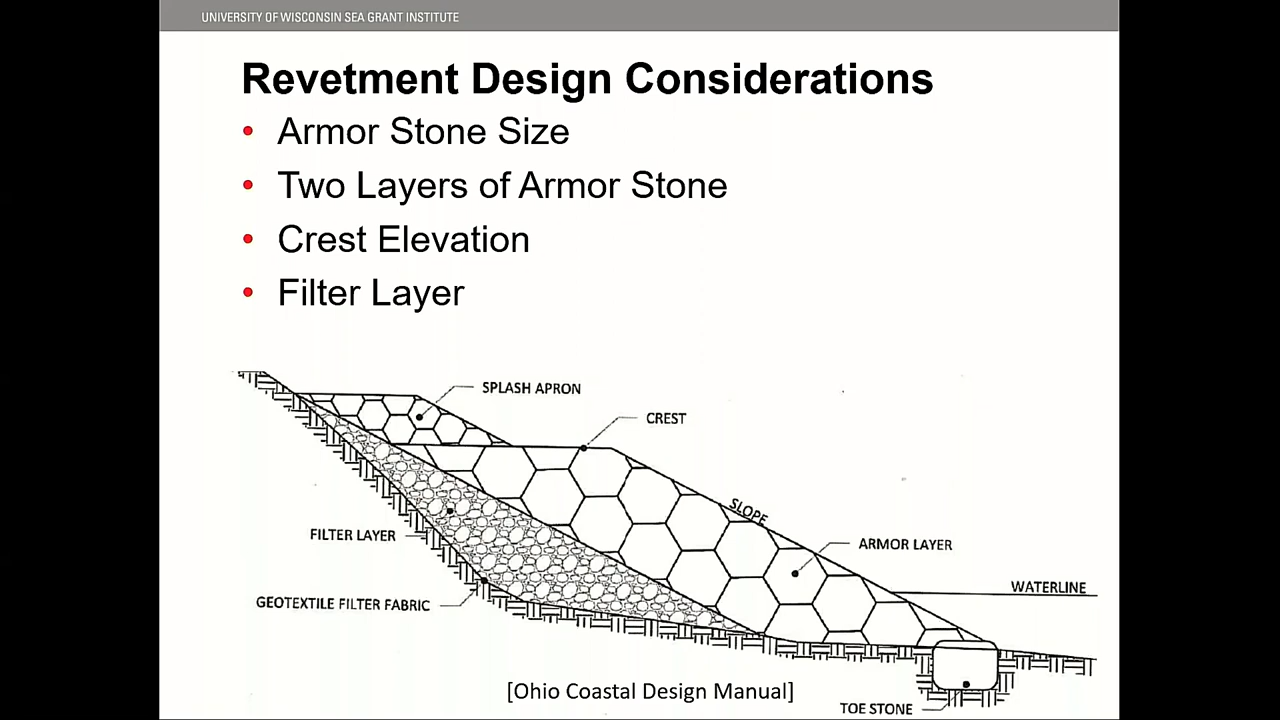 UNIVERSITY OF WISCONSIN SEA GRANT INSTITUTE
Revetment Design Considerations
• Armor Stone Size
• Two Layers of Armor Stone
• Crest Elevation
• Filter Layer
SPLASH APRON
CREST
SLOPE
FILTER LAYER
ARMOR LAYER
WATERLINE
GEOTEXTILE FILTER FABRIC
[Ohio Coastal Design Manual]
TOE STONE